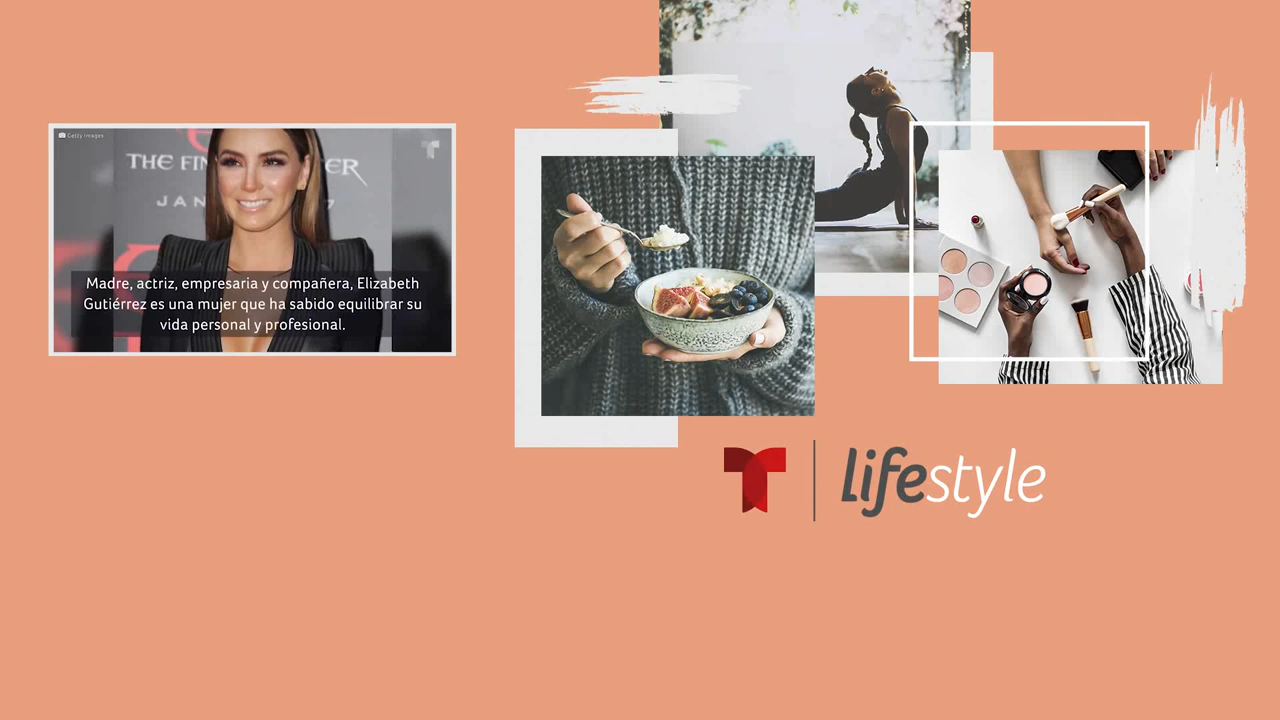 Getty Images
THE FIN ER
JAN 7
Madre, actriz, empresaria y compañera, Elizabeth
Gutiérrez es una mujer que ha sabido equilibrar su
vida personal y profesional.
lifestyle